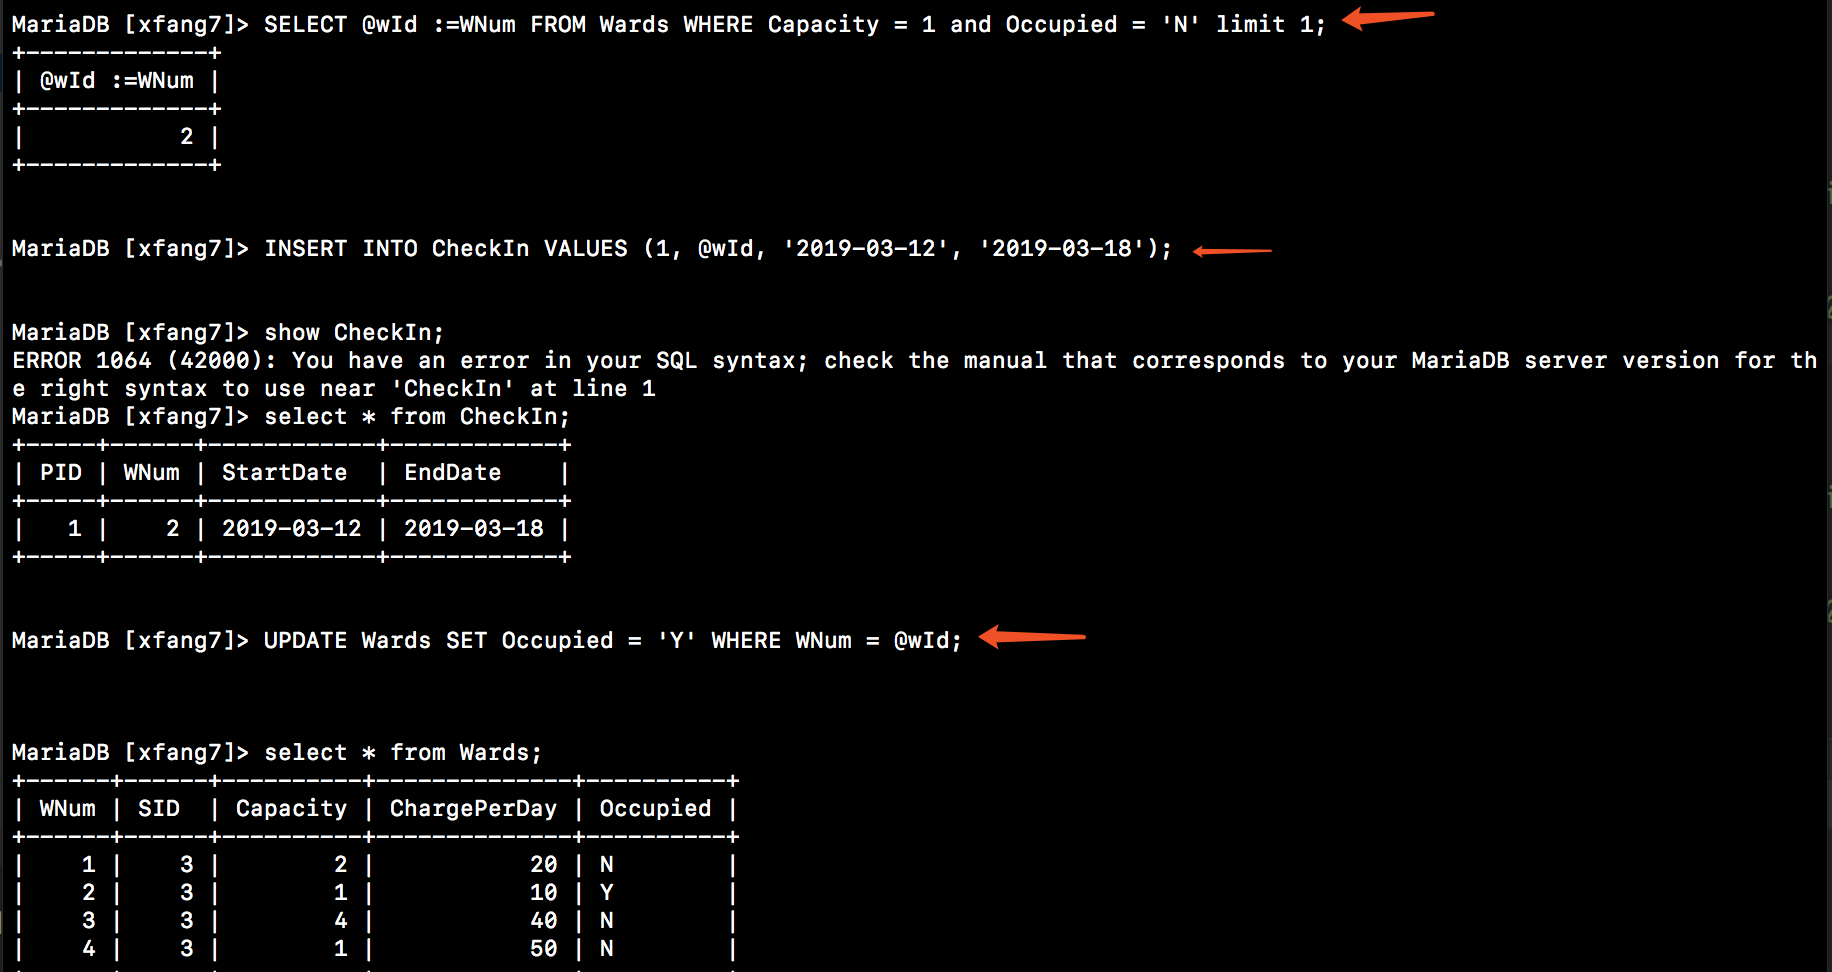 MariaDB [xfang7]> SELECT @wId :=WNum FROM Wards WHERE Capacity = 1 and Occupied = 'N' limit 1;
+-------------+
| @wId :=WNum |
+-------------+
|           2 |
+-------------+
MariaDB [xfang7]> INSERT INTO CheckIn VALUES (1, @wId, '2019-03-12', '2019-03-18');
MariaDB [xfang7]> show CheckIn;
ERROR 1064 (42000): You have an error in your SQL syntax; check the manual that corresponds to your MariaDB server version for th
e right syntax to use near 'CheckIn' at line 1
MariaDB [xfang7]> select * from CheckIn;
+-----+------+------------+------------+
| PID | WNum | StartDate  | EndDate    |
+-----+------+------------+------------+
|   1 |    2 | 2019-03-12 | 2019-03-18 |
+-----+------+------------+------------+
MariaDB [xfang7]> UPDATE Wards SET Occupied = 'Y' WHERE WNum = @wId;
MariaDB [xfang7]> select * from Wards;
+------+------+----------+--------------+----------+
| WNum | SID  | Capacity | ChargePerDay | Occupied |
+------+------+----------+--------------+----------+
|    1 |    3 |        2 |           20 | N        |
|    2 |    3 |        1 |           10 | Y        |
|    3 |    3 |        4 |           40 | N        |
|    4 |    3 |        1 |           50 | N        |